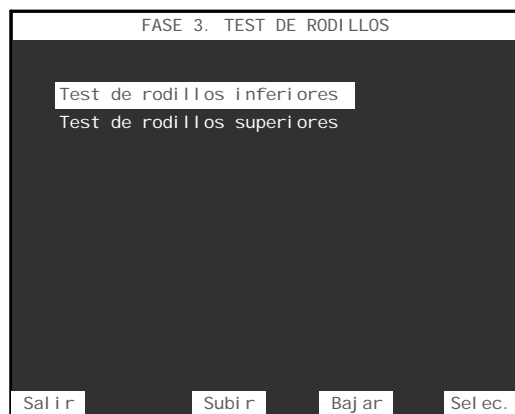 FASE 3. TEST DE RODILLOS
Test de rodillos inferiores
Test de rodillos superiores
Salir Subir Bajar Selec.